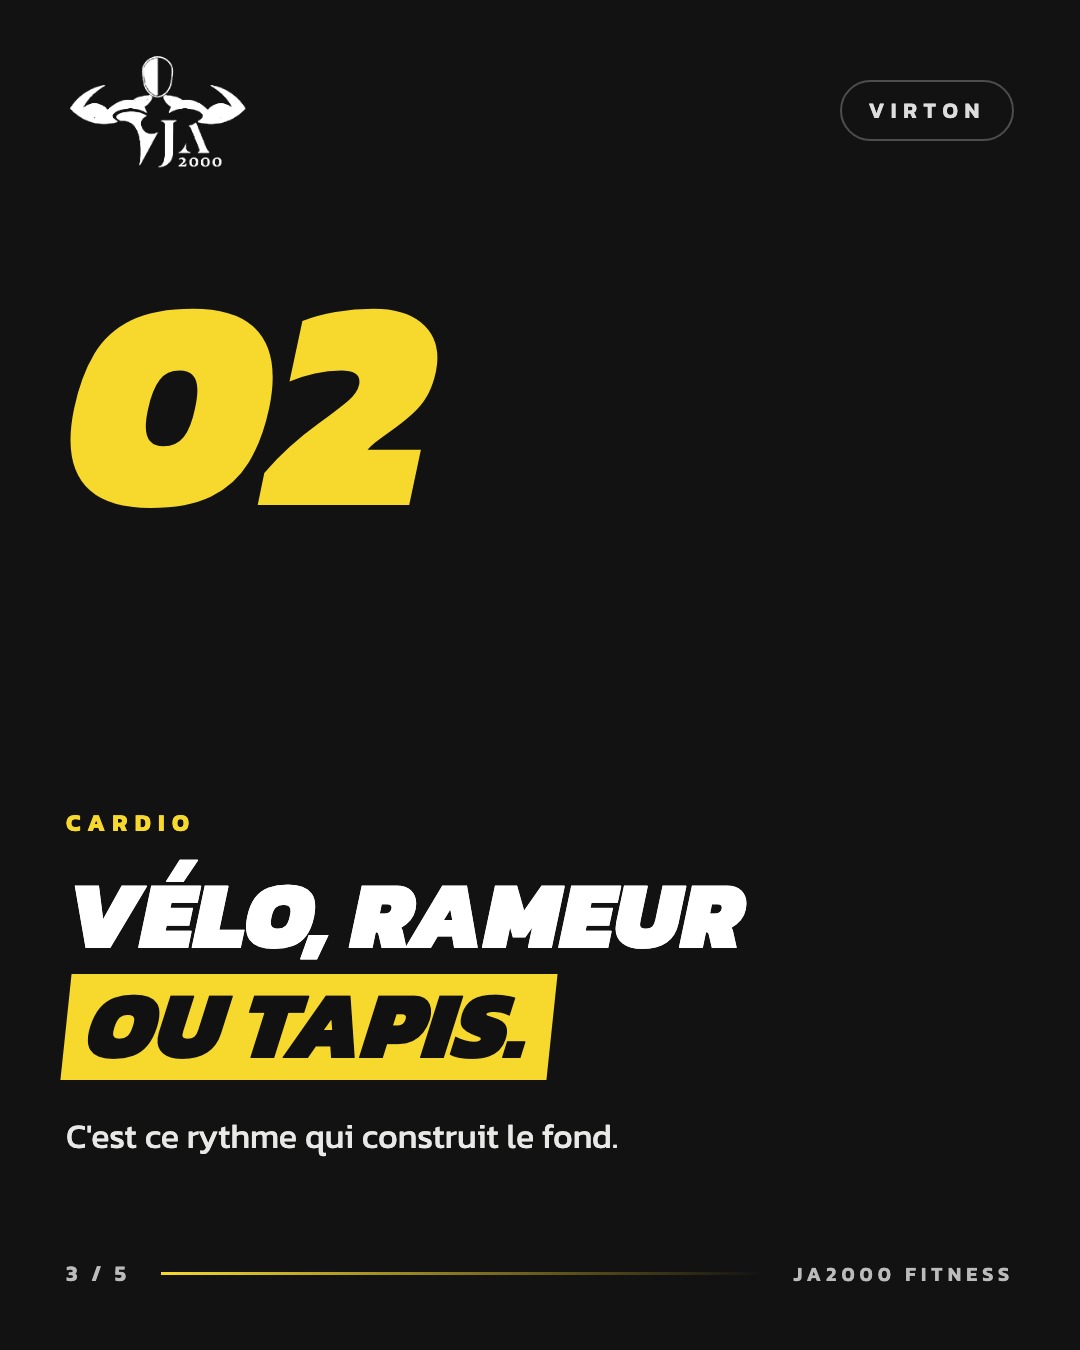 JA
2000
VIRTON
02
CARDIO
VÉLO, RAMEUR
OU TAPIS.
C'est ce rythme qui construit le fond.
3 / 5
JA2000 FITNESS